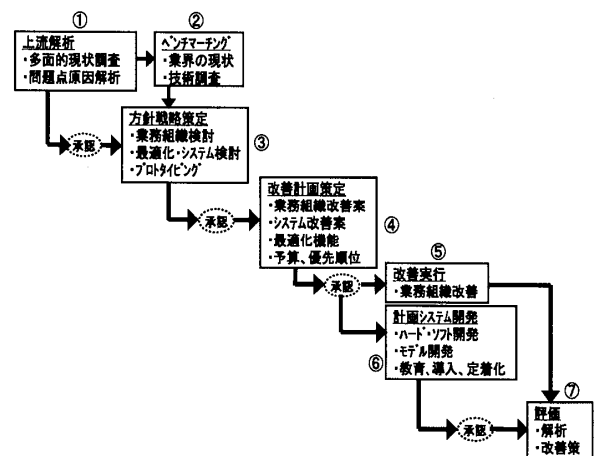 ①
上流解析
・多面的現状調査
・問題点原因解析
②
ﾍﾞﾝﾁﾏｰﾁﾝｸﾞ
・業界の現状
・技術調査
承認
方針戦略策定
・業務組織検討
・最適化・システム検討
・ﾌﾟﾛﾄﾀｲﾋﾟﾝｸﾞ
③
承認
改善計画策定
・業務組織改善案
・ｼｽﾃﾑ改善案
・最適化機能
・予算、優先順位
④
承認
⑤
改善実行
・業務組織改善
計画システム開発
・ﾊｰﾄﾞ・ｿﾌﾄ開発
・ﾓﾃﾞﾙ開発
・教育、導入、定着化
⑥
承認
⑦
評価
・解析
・改善策